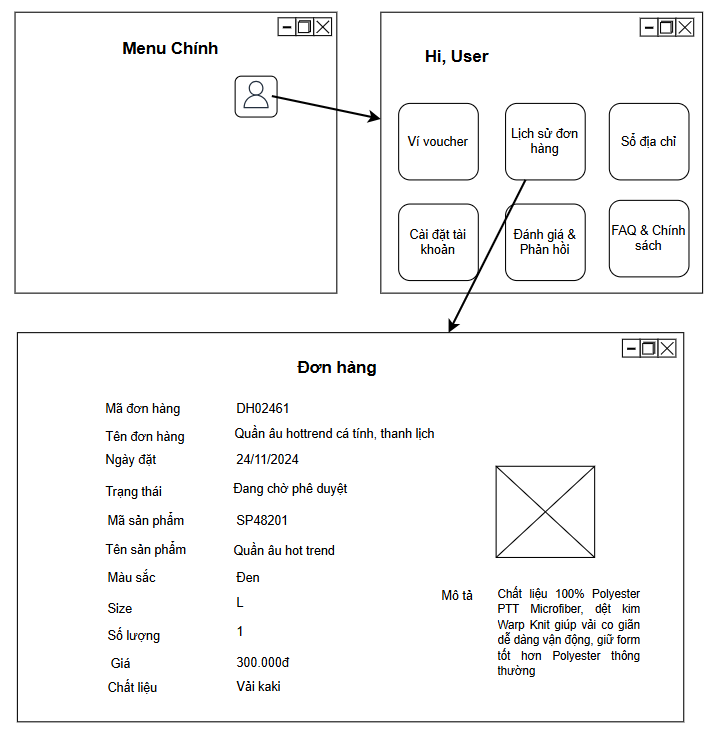 Menu Chính
Hi, User
Ví voucher
Lịch sử đơn
hàng
Sổ địa chỉ
Cài đặt tài
khoản
Đánh giá &
Phản hồi
FAQ & Chính
sách
Đơn hàng
Mã đơn hàng DH02461
Tên đơn hàng Quần âu hottrend cá tính, thanh lịch
Ngày đặt 24/11/2024
Trạng thái Đang chờ phê duyệt
Mã sản phẩm SP48201
Tên sản phẩm Quần âu hot trend
Màu sắc Đen
Size L
Số lượng 1
Giá 300.000đ
Chất liệu Vải kaki
Mô tả Chất liệu 100% Polyester
PTT Microfiber, dệt kim
Warp Knit giúp vải co giãn
dễ dàng vận động, giữ form
tốt hơn Polyester thông
thường